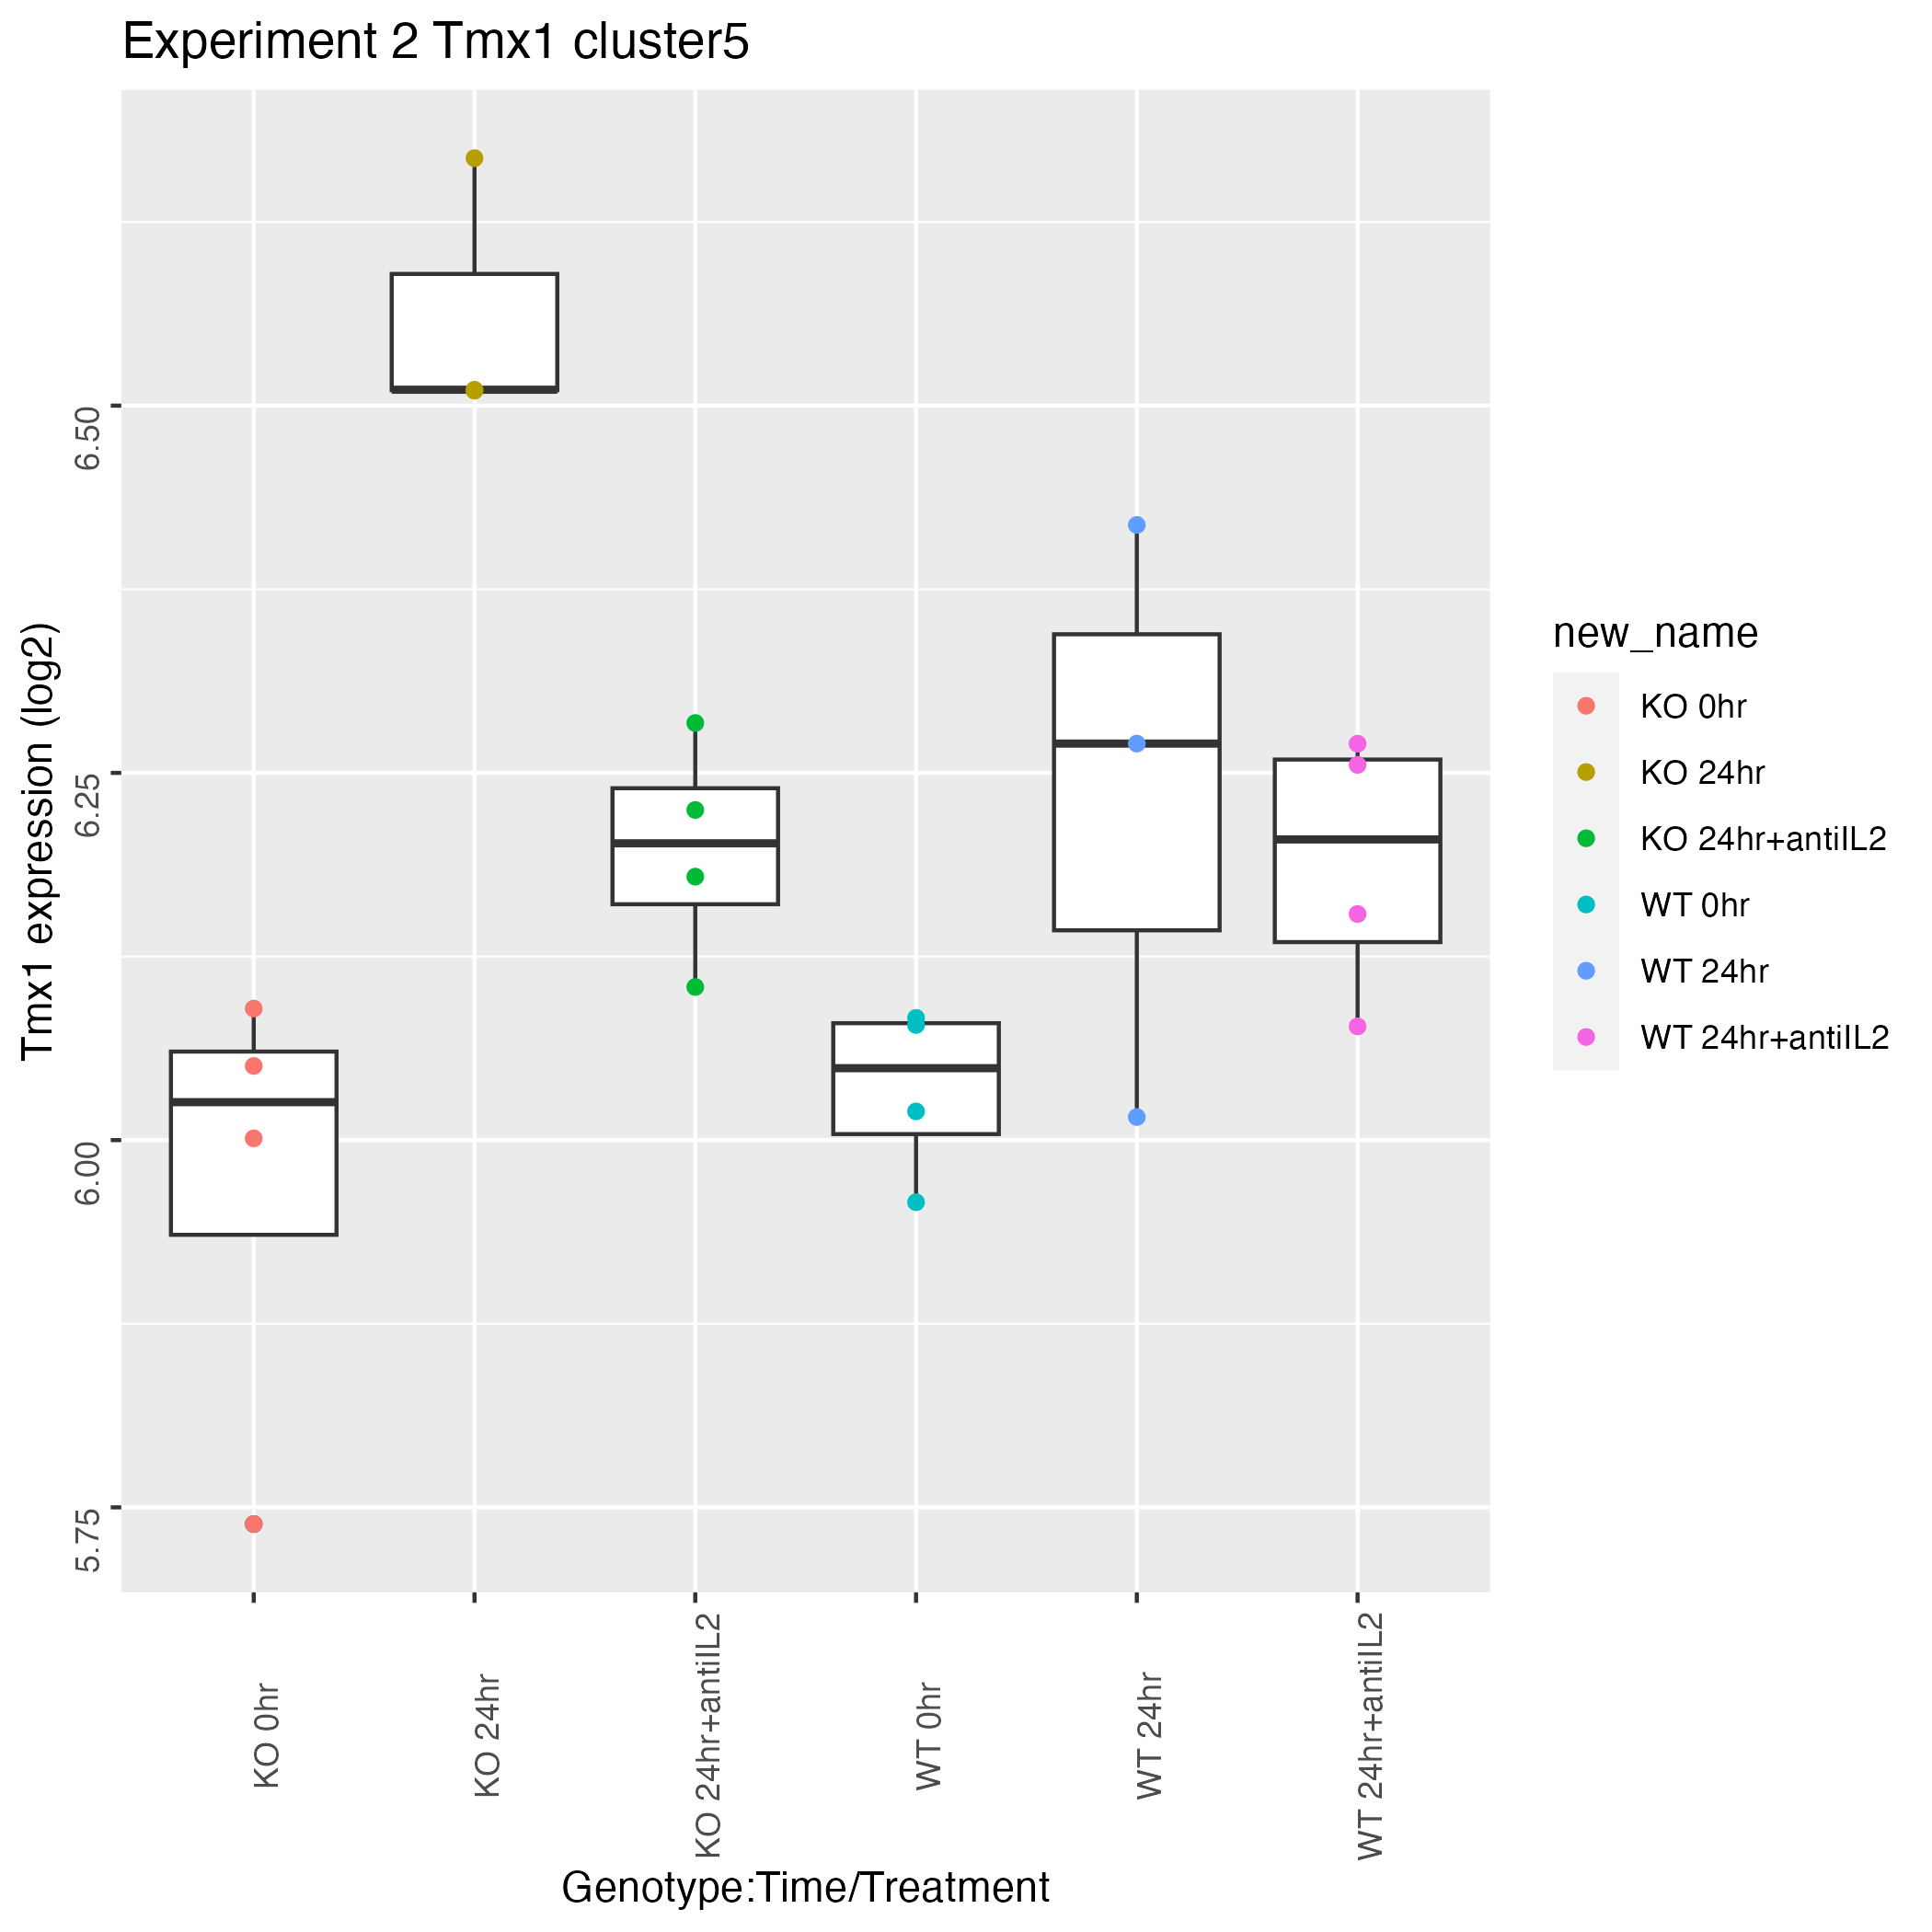 Experiment 2 Tmx1 cluster5
Tmx1 expression (log2)
6.50
6.25
6.00
5.75
KO 0hr
KO 24hr
KO 24hr+antiIL2
WT 0hr
WT 24hr
WT 24hr+antiIL2
Genotype:Time/Treatment
new_name
KO 0hr
KO 24hr
KO 24hr+antiIL2
WT 0hr
WT 24hr
WT 24hr+antiIL2